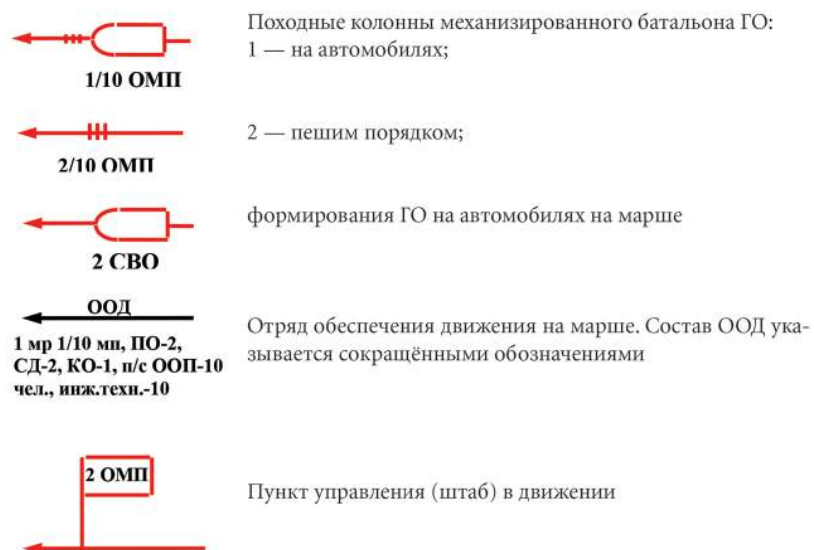 Походные колонны механизированного батальона ГО:
1 — на автомобилях;
1/10 ОМП
2 — пешим порядком;
2/10 ОМП
формирования ГО на автомобилях на марше
2 СВО
ООД
1 мр 1/10 мп, ПО-2,
СД-2, КО-1, п/с ООП-10
чел., инж.техн.-10
Отряд обеспечения движения на марше. Состав ООД ука-
зывается сокращёнными обозначениями
2 ОМП
Пункт управления (штаб) в движении